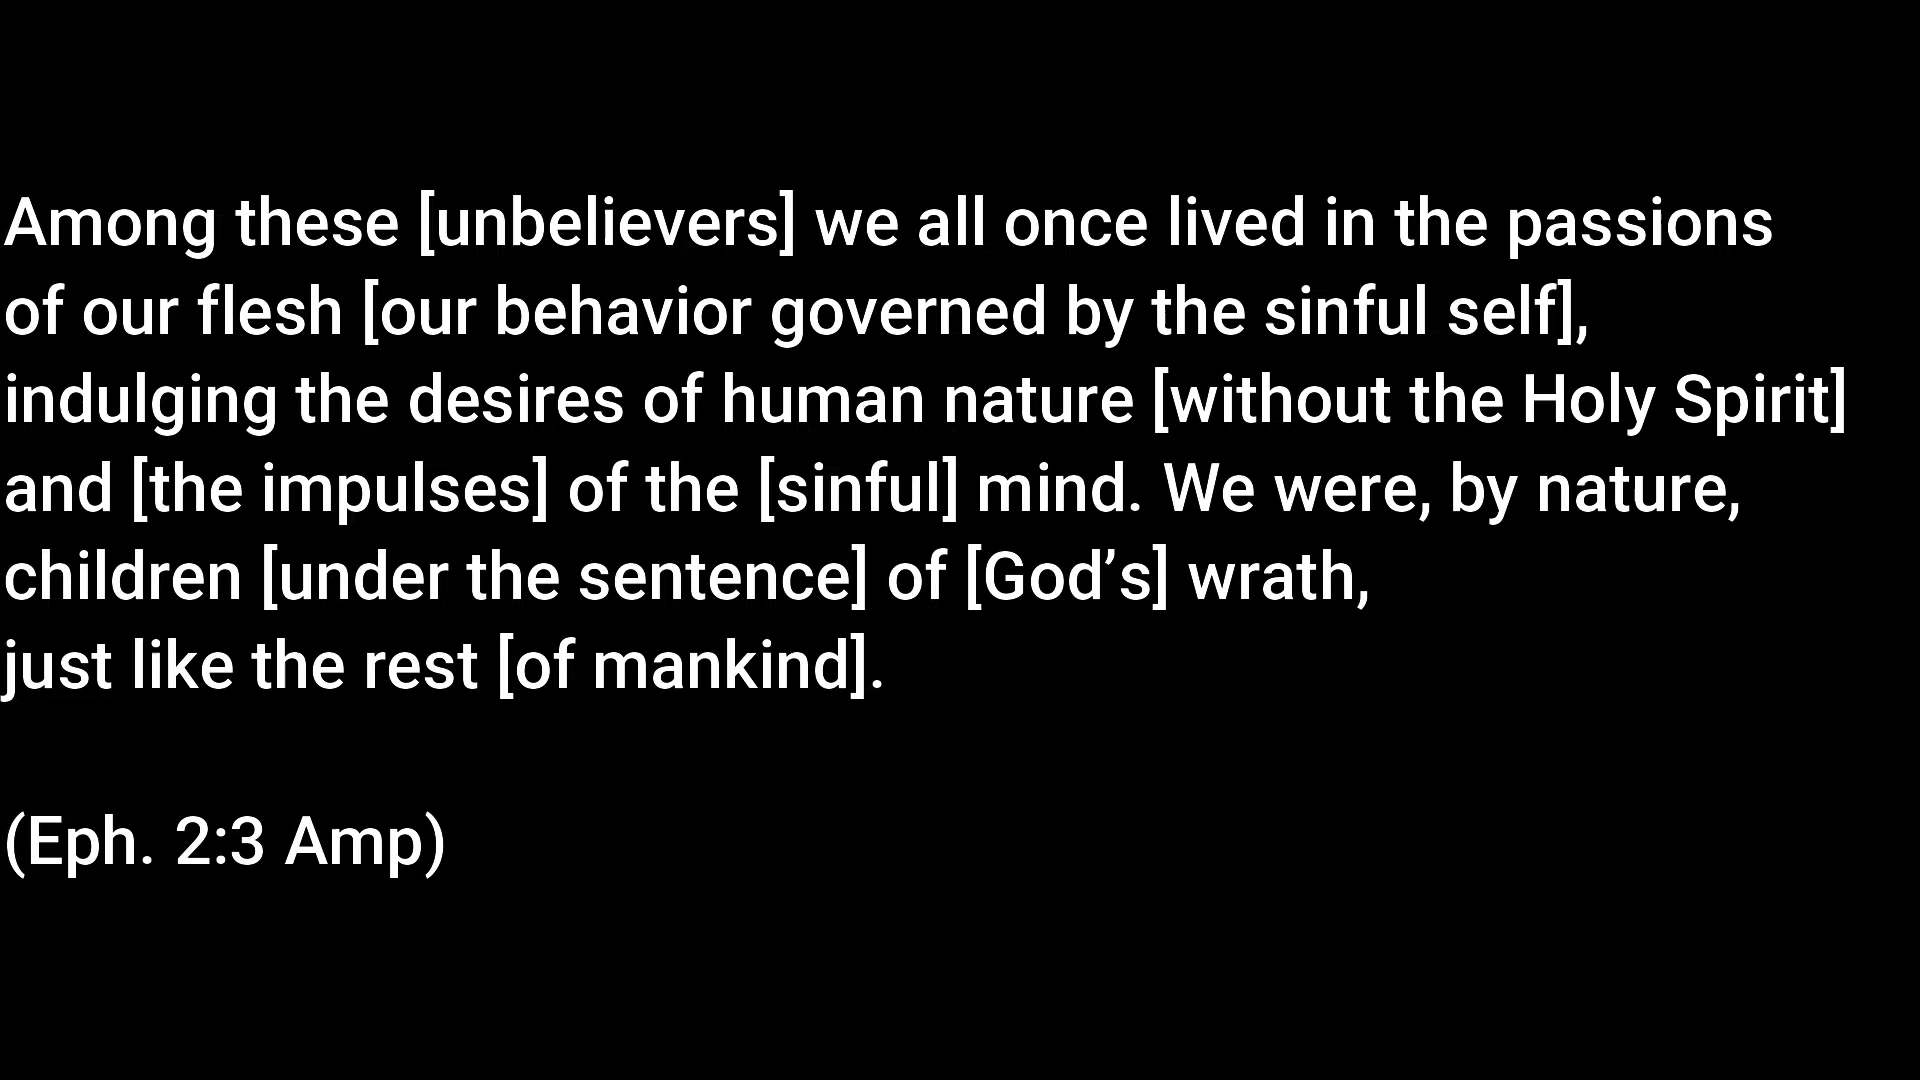 Among these [unbelievers] we all once lived in the passions
of our flesh [our behavior governed by the sinful self],
indulging the desires of human nature [without the Holy Spirit]
and [the impulses] of the [sinful] mind. We were, by nature,
children [under the sentence] of [God’s] wrath,
just like the rest [of mankind].
(Eph. 2:3 Amp)